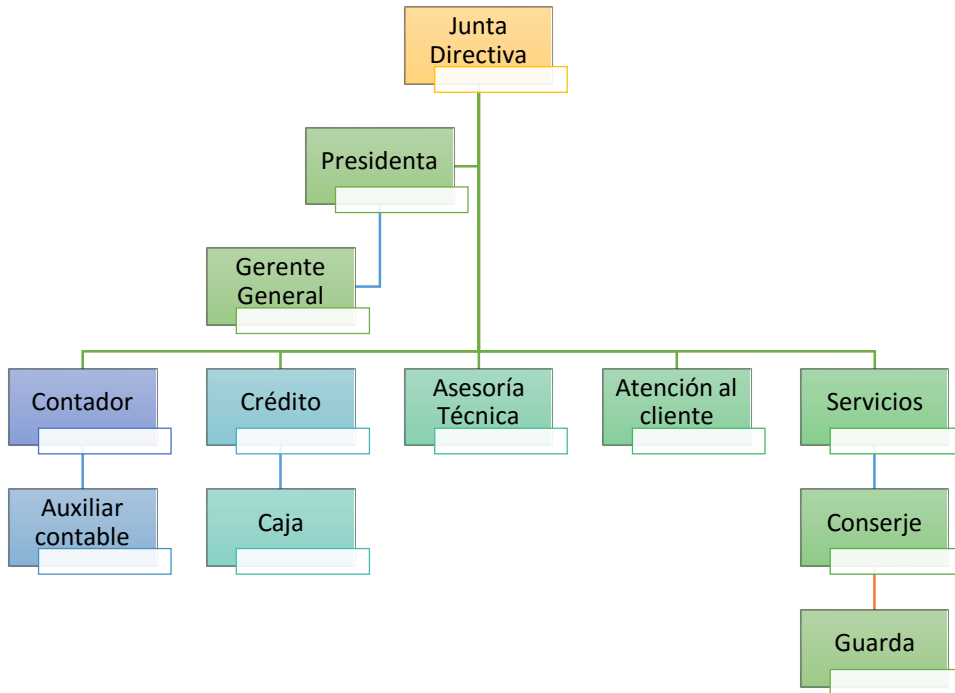 Junta
Directiva
Presidenta
Gerente
General
Contador
Crédito
Asesoría
Técnica
Atención al
cliente
Servicios
Auxiliar
contable
Caja
Conserje
Guarda